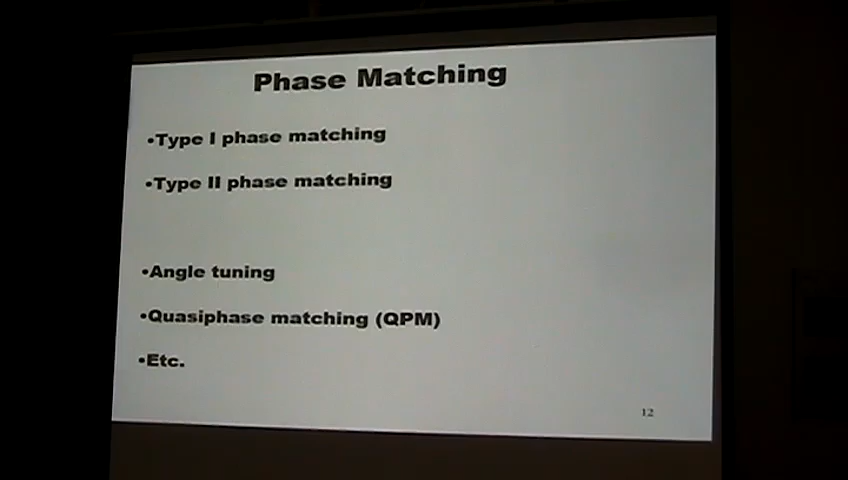 Phase Matching
•Type I phase matching
•Type II phase matching
•Angle tuning
•Quasiphase matching (QPM)
•Etc.
12